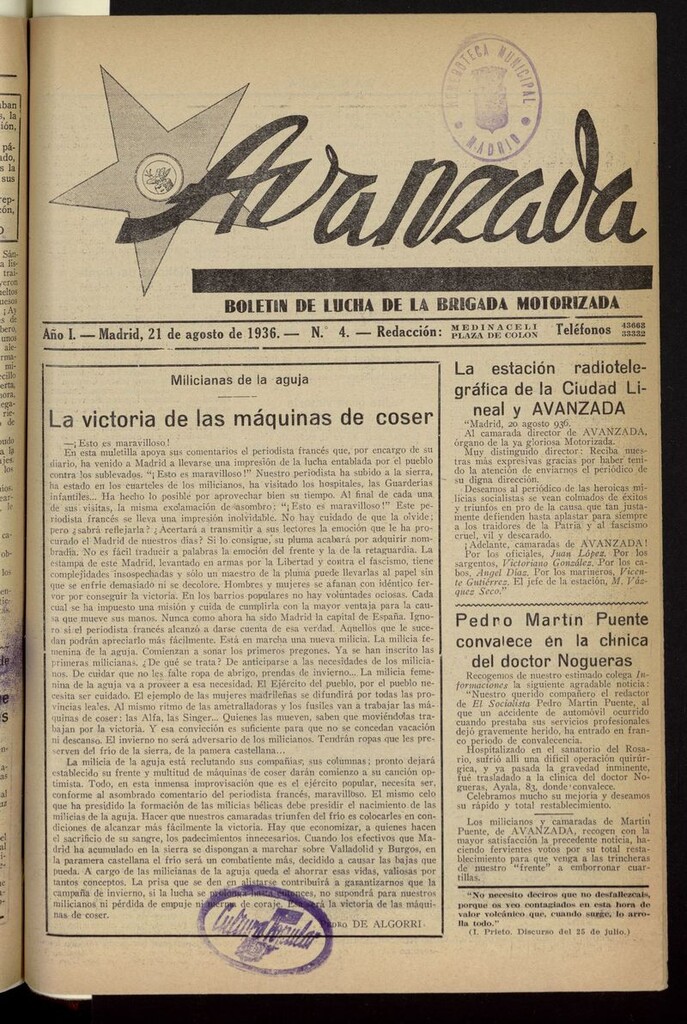 HEMEROTECA MUNICIPAL
MADRID
Avanzada
BOLETIN DE LUCHA DE LA BRIGADA MOTORIZADA
Año I. — Madrid, 21 de agosto de 1936. — N.º 4. — Redacción: MEDINACELI PLAZA DE COLON Teléfonos 43663 33332
Milicianos de la aguja
La victoria de las máquinas de coser
—¡Esto es maravilloso!
En esta muletilla apoya sus comentarios el periodista francés que, por encargo de su
diario, ha venido a Madrid a llevarse una impresión de la lucha entablada por el pueblo
contra los sublevados. "¡Esto es maravilloso!" Nuestro periodista ha subido a la sierra,
ha estado en los cuarteles de los milicianos, ha visitado los hospitales, las Guarderías
infantiles... Ha hecho lo posible por aprovechar bien su tiempo. Al final de cada una
de sus visitas, la misma exclamación de asombro: "¡Esto es maravilloso!" Este pe-
riodista francés se lleva una impresión inolvidable. No hay cuidado de que la olvide;
pero ¿sabrá reflejarla? ¿Acertará a transmitir a sus lectores la emoción que le ha pro-
curado el Madrid de nuestros días? Si lo consigue, su pluma acabará por adquirir nom-
bradía. No es fácil traducir a palabras la emoción del frente y la de la retaguardia. La
estampa de este Madrid, levantado en armas por la Libertad y contra el fascismo, tiene
complejidades insospechadas y sólo un maestro de la pluma puede llevarlas al papel sin
que se enfríe demasiado ni se decolore. Hombres y mujeres se afanan con idéntico fer-
vor por conseguir la victoria. En los barrios populares no hay voluntades ociosas. Cada
cual se ha impuesto una misión y cuida de cumplirla con la mayor ventaja para la cau-
sa que mueve sus manos. Nunca como ahora ha sido Madrid la capital de España. Igno-
ro si el periodista francés alcanzó a darse cuenta de esa verdad. Aquellos que le suce-
dan podrán apreciarlo más fácilmente. Está en marcha una nueva milicia. La milicia fe-
menina de la aguja. Comienzan a sonar los primeros pregones. Ya se han inscrito las
primeras milicianas. ¿De qué se trata? De anticiparse a las necesidades de los milicia-
nos. De cuidar que no les falte ropa de abrigo, prendas de invierno... La milicia feme-
nina de la aguja va a proveer a esa necesidad. El Ejército del pueblo, por el pueblo ne-
cesita ser cuidado. El ejemplo de las mujeres madrileñas se difundirá por todas las pro-
vincias leales. Al mismo ritmo de las ametralladoras y los fusiles van a trabajar las má-
quinas de coser: las Alfa, las Singer... Quienes las mueven, saben que moviéndolas tra-
bajan por la victoria. Y esa convicción es suficiente para que no se concedan vacación
ni descanso. El invierno no será adversario de los milicianos. Tendrán ropas que les pre-
serven del frío de la sierra, de la pamera castellana...
La milicia de la aguja está reclutando sus compañías; sus columnas; pronto dejará
establecido su frente y multitud de máquinas de coser darán comienzo a su canción op-
timista. Todo, en esta inmensa improvisación que es el ejército popular, necesita ser,
conforme al asombrado comentario del periodista francés, maravilloso. El mismo celo
que ha presidido la formación de las milicias bélicas debe presidir el nacimiento de las
milicias de la aguja. Hacer que nuestros camaradas triunfen del frío es colocarles en con-
diciones de alcanzar más fácilmente la victoria. Hay que economizar, a quienes hacen
el sacrificio de su sangre, los padecimientos innecesarios. Cuando los efectivos que Ma-
drid ha acumulado en la sierra se dispongan a marchar sobre Valladolid y Burgos, en
la paramera castellana el frío será un combatiente más, decidido a causar las bajas que
pueda. A cargo de las milicianas de la aguja queda el ahorrar esas vidas, valiosas por
tantos conceptos. La prisa que se den en alistarse contribuirá a garantizarnos que la
campaña de invierno, si la lucha se prolonga hasta entonces, no supondrá para nuestros
milicianos ni pérdida de empuje ni de coraje. Esa será la victoria de las máqui-
nas de coser.
DE ALGORRI
Cultura Popular
La estación radiotele-
gráfica de la Ciudad Li-
neal y AVANZADA
"Madrid, 20 agosto 936.
Al camarada director de AVANZADA,
órgano de la ya gloriosa Motorizada.
Muy distinguido director: Reciba, nues-
tras más expresivas gracias por haber teni-
do la atención de enviarnos el periódico de
su digna dirección.
Deseamos al periódico de las heroicas mi-
licias socialistas se vean colmados de éxitos
y triunfos en pro de la causa que tan justa-
mente defienden hasta aplastar para siempre
a los traidores de la Patria y al fascismo
cruel, vil y descarado.
¡Adelante, camaradas de AVANZADA!
Por los oficiales, Juan López. Por los
sargentos, Victoriano González. Por los ca-
bos, Angel Díaz. Por los marineros, Vicen-
te Gutiérrez. El jefe de la estación, M. Váz-
quez Seco."
Pedro Martín Puente
convalece en la clínica
del doctor Nogueras
Recogemos de nuestro estimado colega In-
formaciones la siguiente agradable noticia:
"Nuestro querido compañero el redactor
de El Socialista Pedro Martín Puente, al
que un accidente de automóvil ocurrido
cuando prestaba sus servicios profesionales
dejó gravemente herido, ha entrado en fran-
co período de convalecencia.
Hospitalizado en el sanatorio del Rosa-
rio, sufrió allí una difícil operación quirúr-
gica, y ya pasada la gravedad inminente,
fué trasladado a la clínica del doctor No-
gueras, Ayala, 83, donde convalece.
Celebramos mucho su mejoría y deseamos
su rápido y total restablecimiento.
Los milicianos y camaradas de Martín
Puente, de AVANZADA, recogen con la
mayor satisfacción la precedente noticia, ha-
ciendo fervientes votos por su total resta-
blecimiento para que venga a las trincheras
de nuestro "frente" a emborronar cuar-
tillas.
"No necesito deciros que no desfallezcáis,
porque os veo contagiados en esta hora de
valor volcánico que, cuando surge, lo arro-
lla todo."
(I. Prieto. Discurso del 25 de julio.)